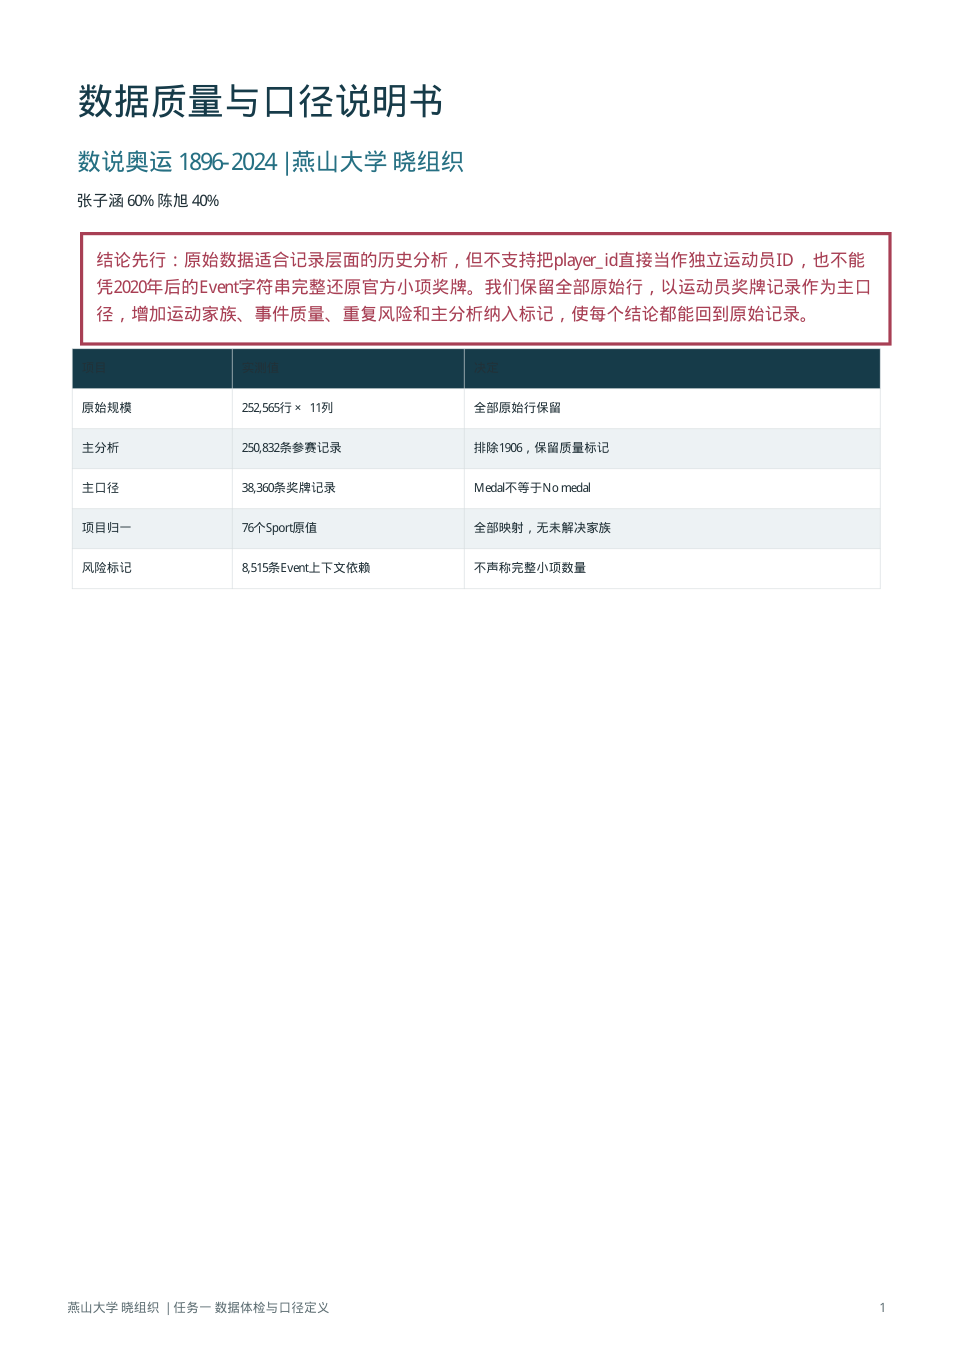 数据质量与口径说明书
数说奥运 1896-2024 |燕山大学 晓组织
张子涵 60% 陈旭 40%
结论先行：原始数据适合记录层面的历史分析，但不支持把player_id直接当作独立运动员ID，也不能
凭2020年后的Event字符串完整还原官方小项奖牌。我们保留全部原始行，以运动员奖牌记录作为主口
径，增加运动家族、事件质量、重复风险和主分析纳入标记，使每个结论都能回到原始记录。
原始规模 252,565行 × 11列 全部原始行保留
主分析 250,832条参赛记录 排除1906，保留质量标记
主口径 38,360条奖牌记录 Medal不等于No medal
项目归一 76个Sport原值 全部映射，无未解决家族
风险标记 8,515条Event上下文依赖 不声称完整小项数量
燕山大学 晓组织 | 任务一 数据体检与口径定义 1